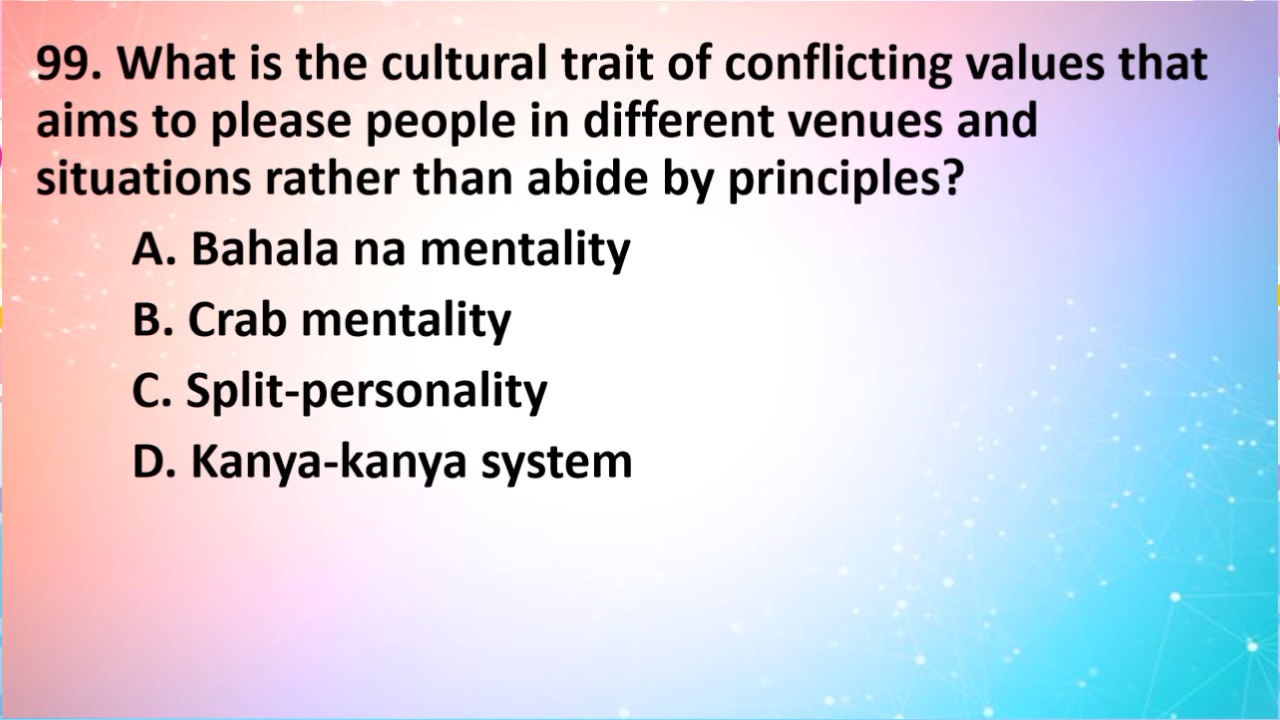 99. What is the cultural trait of conflicting values that
aims to please people in different venues and
situations rather than abide by principles?
A. Bahala na mentality
B. Crab mentality
C. Split-personality
D. Kanya-kanya system